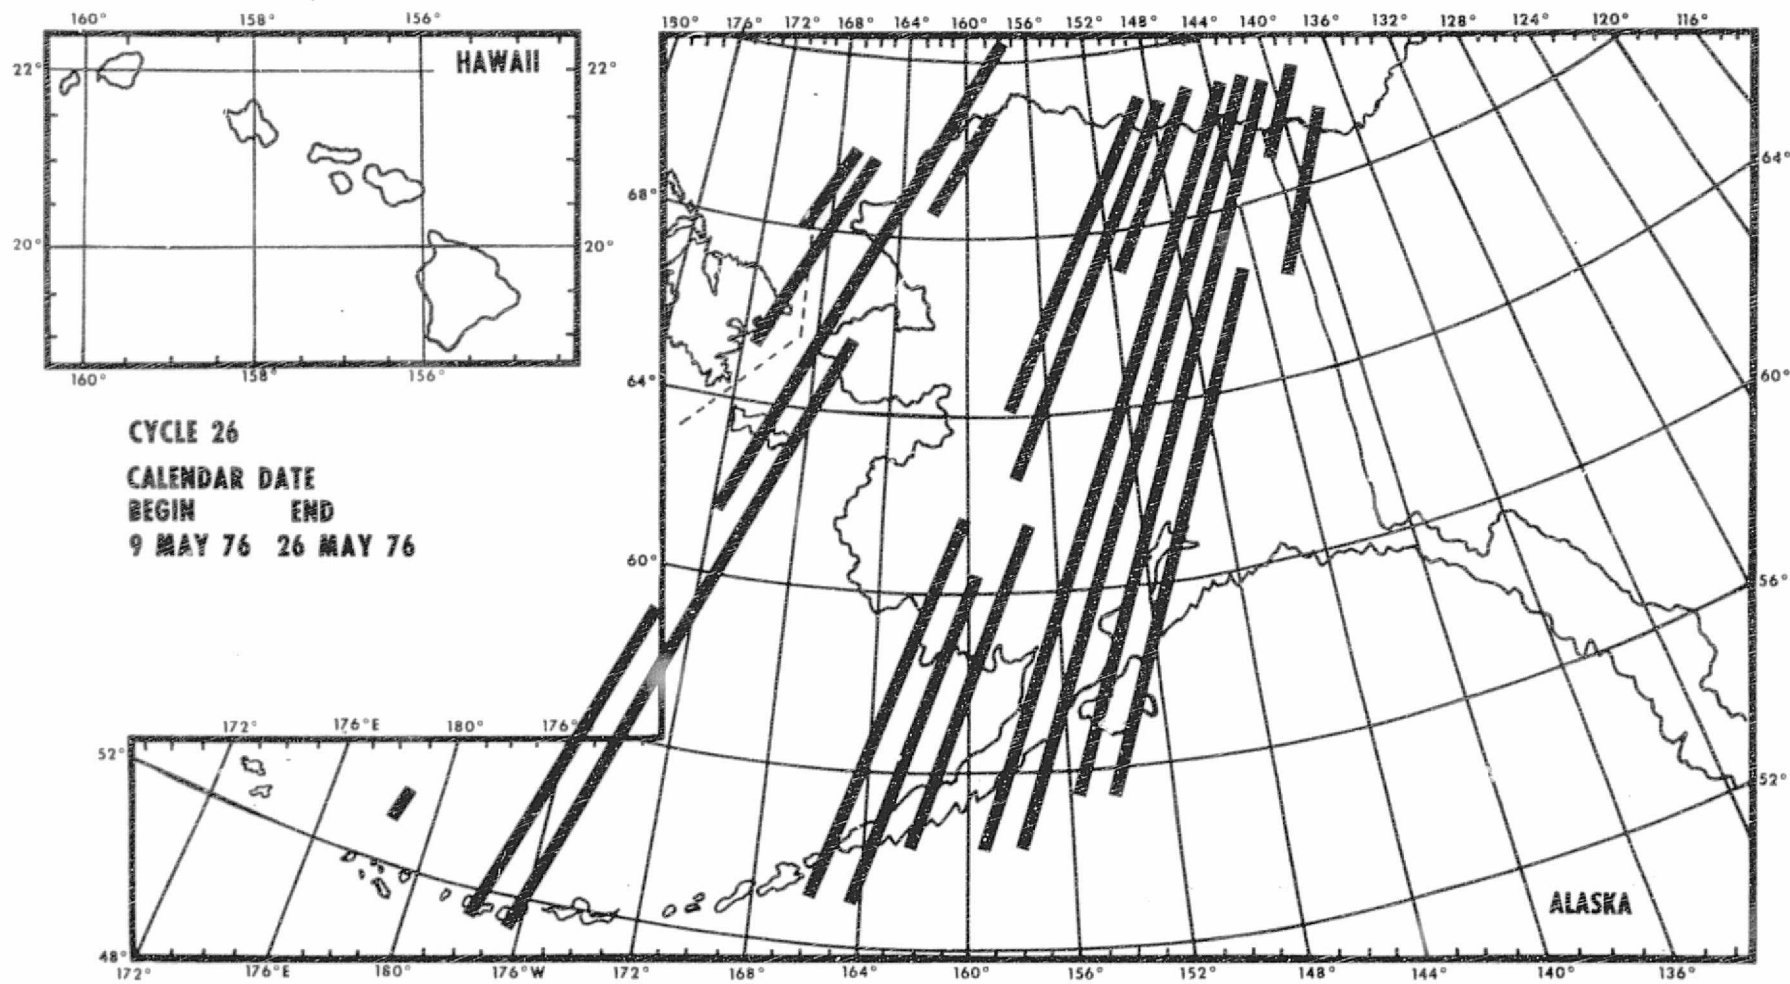 160° 158° 156°
22° HAWAII 22°
20° 20°
160° 158° 156°
CYCLE 26
CALENDAR DATE
BEGIN END
9 MAY 76 26 MAY 76
150° 176° 172° 168° 164° 160° 156° 152° 148° 144° 140° 136° 132° 128° 124° 120° 116°
68° 64°
64° 60°
60° 56°
172° 176°E 180° 176°
52° 52°
ALASKA
48°
172° 176°E 180° 176°W 172° 168° 164° 160° 156° 152° 148° 144° 140° 136°